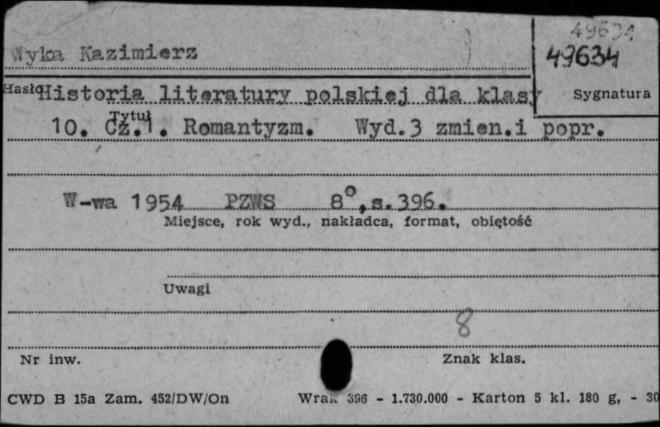 49634
Wyka Kazimierz
49634
Hasło
Historia literatury polskiej dla klasy
Sygnatura
Tytuł
10. Cz.1. Romantyzm. Wyd.3 zmien.i popr.
W-wa 1954 PZWS 8°,s.396.
Miejsce, rok wyd., nakładca, format, objętość
Uwagi
8
Nr inw.
Znak klas.
CWD B 15a Zam. 452/DW/On 396 - 1.730.000 - Karton 5 kl. 180 g, - 30